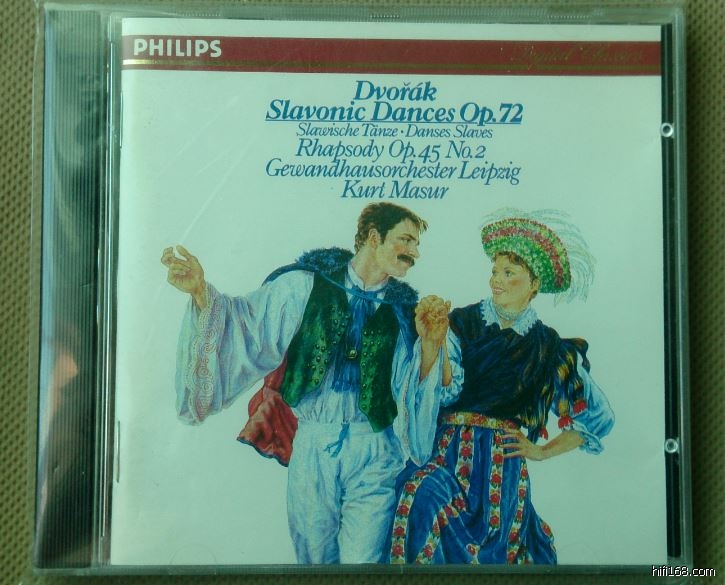 PHILIPS
Digital Classics
Dvořák
Slavonic Dances Op.72
Slawische Tänze · Danses Slaves
Rhapsody Op.45 No.2
Gewandhausorchester Leipzig
Kurt Masur
hifi168.com